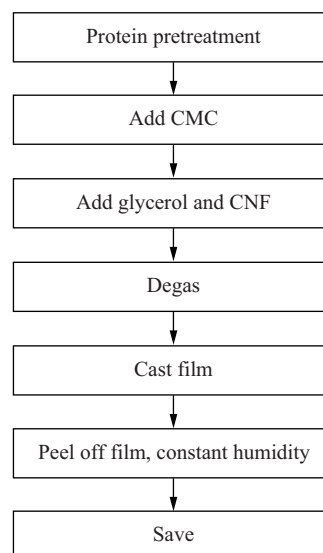 Protein pretreatment
Add CMC
Add glycerol and CNF
Degas
Cast film
Peel off film, constant humidity
Save